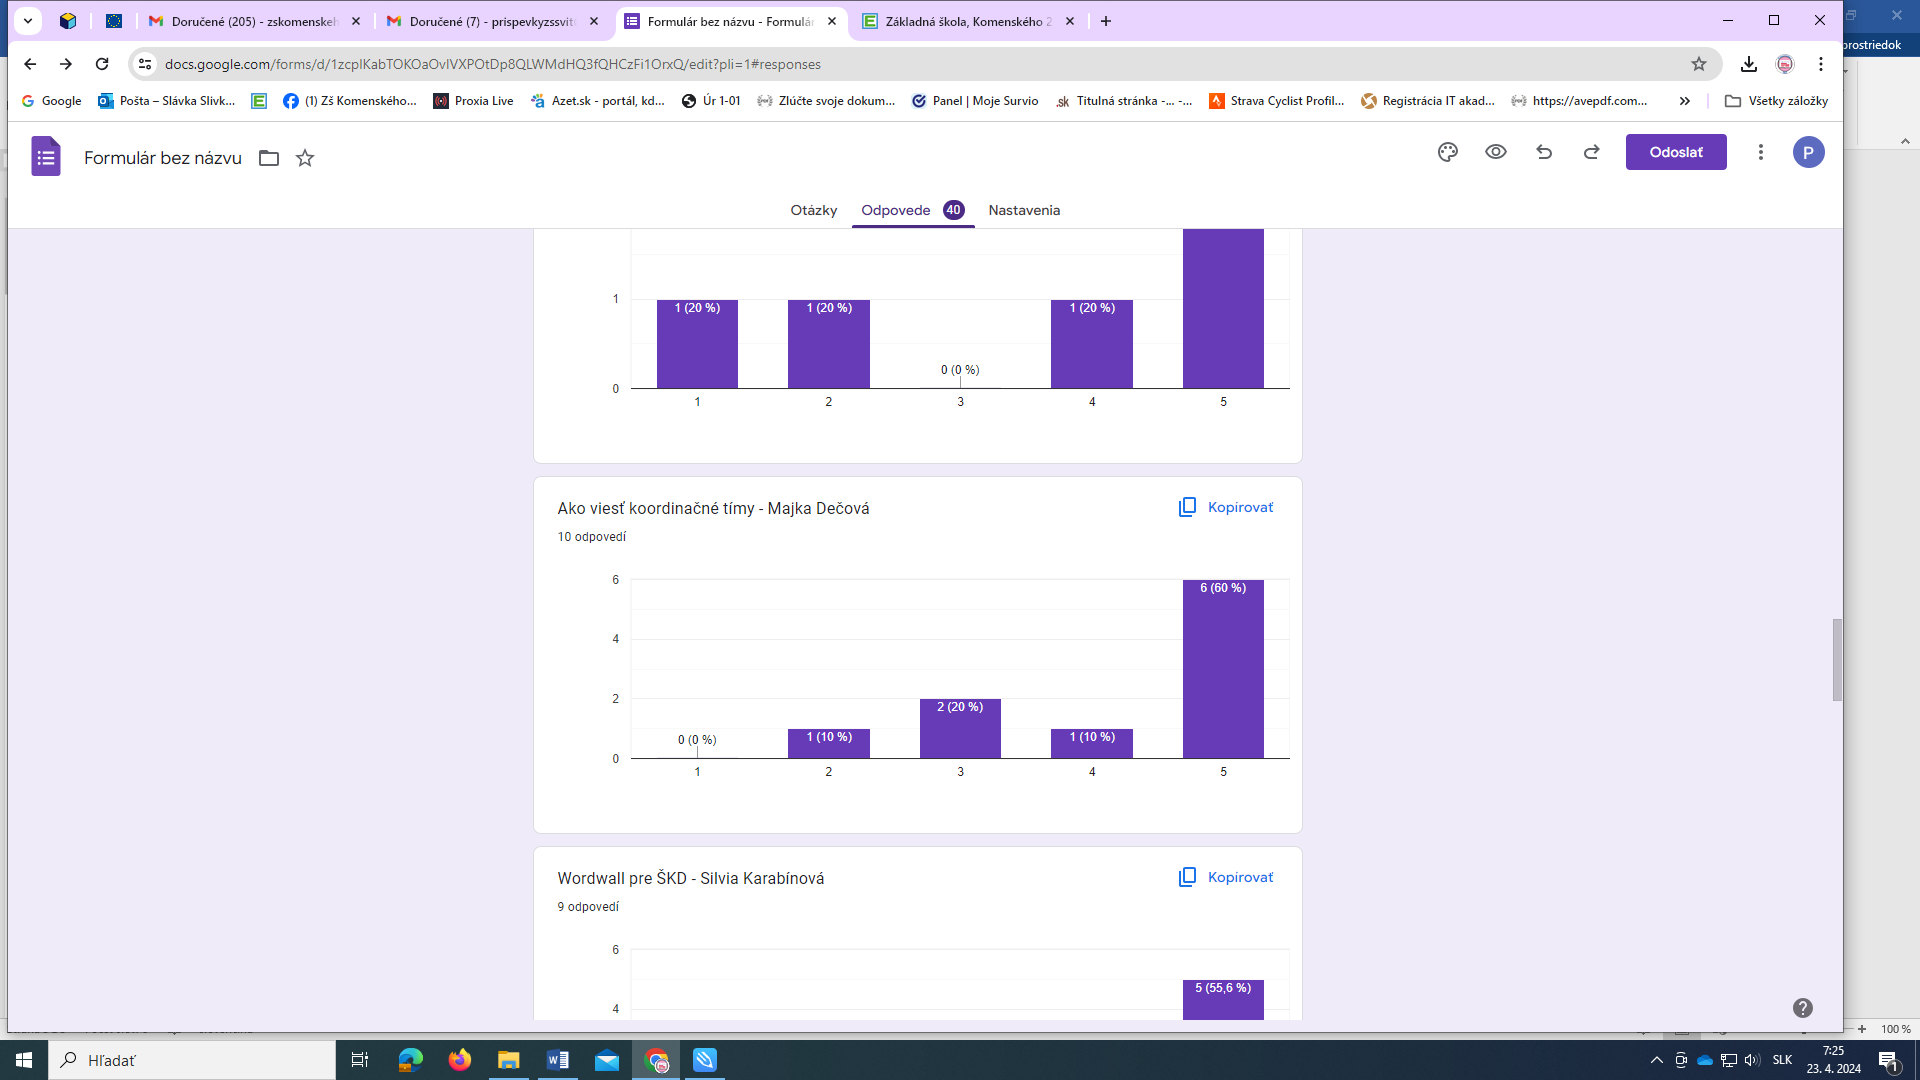 Doručené (205) - zskomenskeh
Doručené (7) - prispevkyzssvit
Formulár bez názvu - Formulár
Základná škola, Komenského 2
prostriedok
docs.google.com/forms/d/1zcplKabTOKOaOvlVXPOtDp8QLWMdHQ3fQHCzFi1OrxQ/edit?pli=1#responses
Google
Pošta – Slávka Slivk...
(1) Zš Komenského...
Proxia Live
Azet.sk - portál, kd...
Úr 1-01
Zlúčte svoje dokum...
Panel | Moje Survio
.sk Titulná stránka -... -...
Strava Cyclist Profil...
Registrácia IT akad...
https://avepdf.com...
Všetky záložky
Formulár bez názvu
Odoslať
P
Otázky
Odpovede 40
Nastavenia
1
1 (20 %)
1 (20 %)
1 (20 %)
0 (0 %)
0
1 2 3 4 5
Ako viesť koordinačné tímy - Majka Dečová
Kopírovať
10 odpovedí
6
6 (60 %)
4
2
2 (20 %)
0 (0 %)
1 (10 %)
1 (10 %)
0
1 2 3 4 5
Wordwall pre ŠKD - Silvia Karabínová
Kopírovať
9 odpovedí
6
5 (55,6 %)
4
100 %
Hľadať
SLK
7:25
23. 4. 2024
1